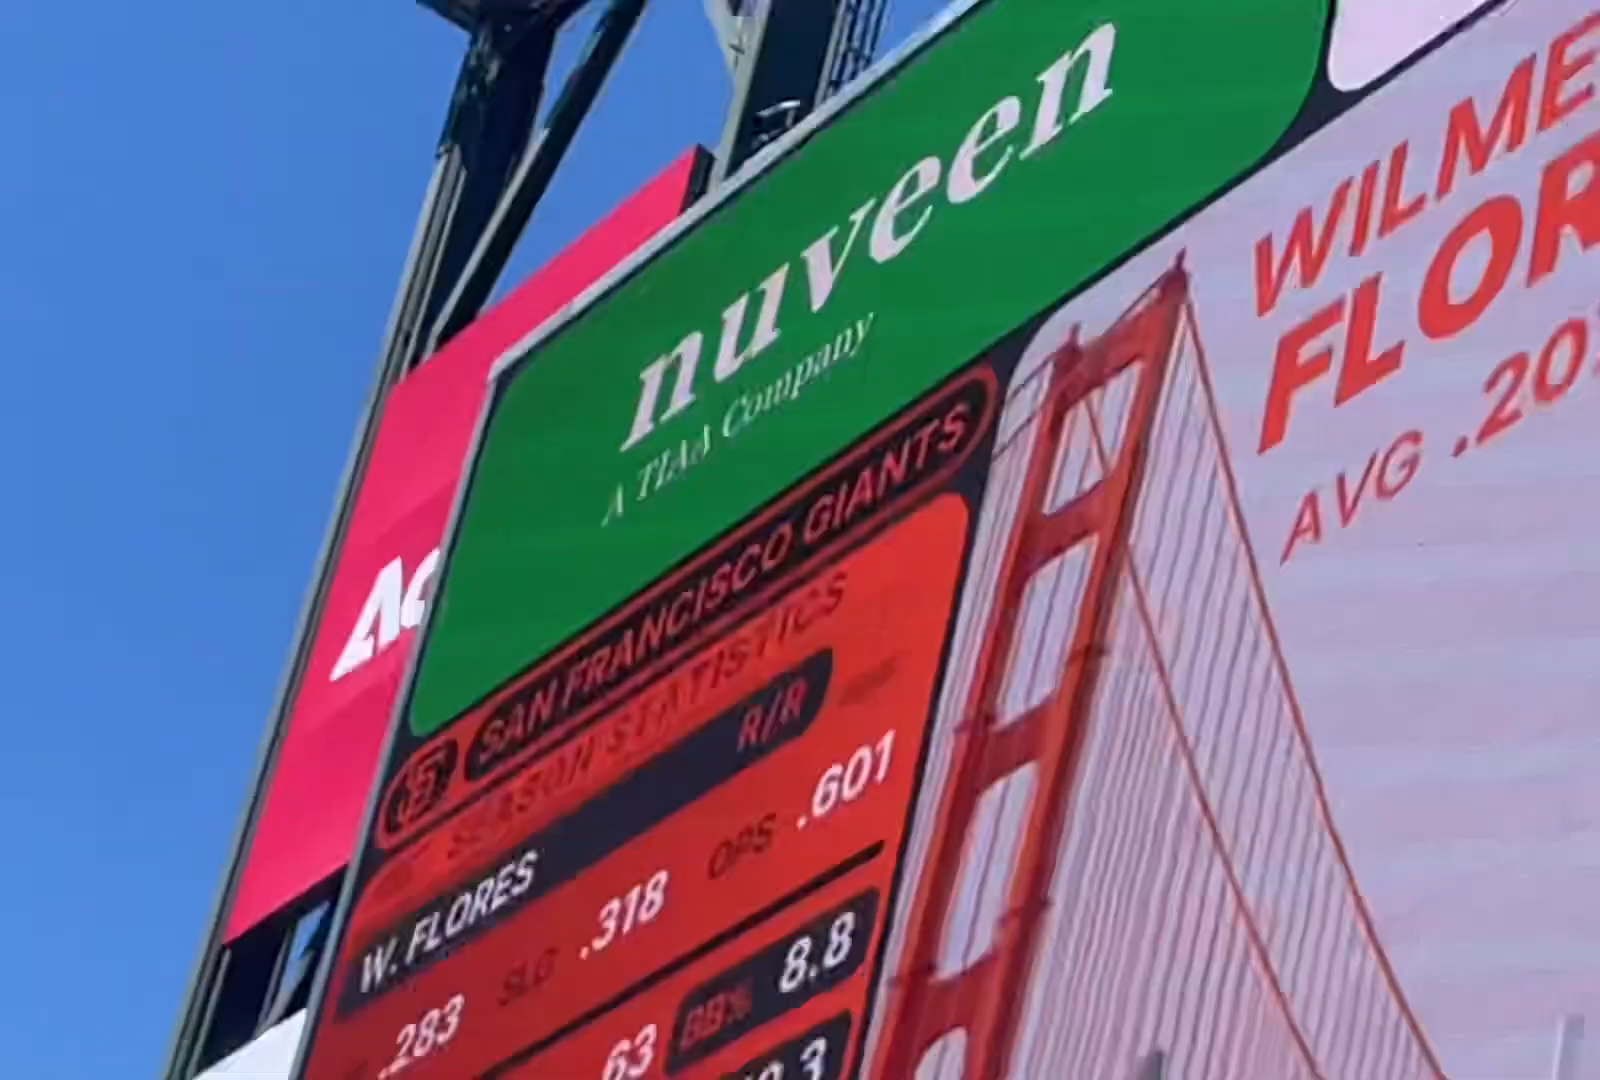 nuveen
A TIAA Company
SAN FRANCISCO GIANTS
SEASON STATISTICS
W. FLORES R/R
.283 SLG .318 OPS .601
63 BB% 8.8
FLOR
AVG .20